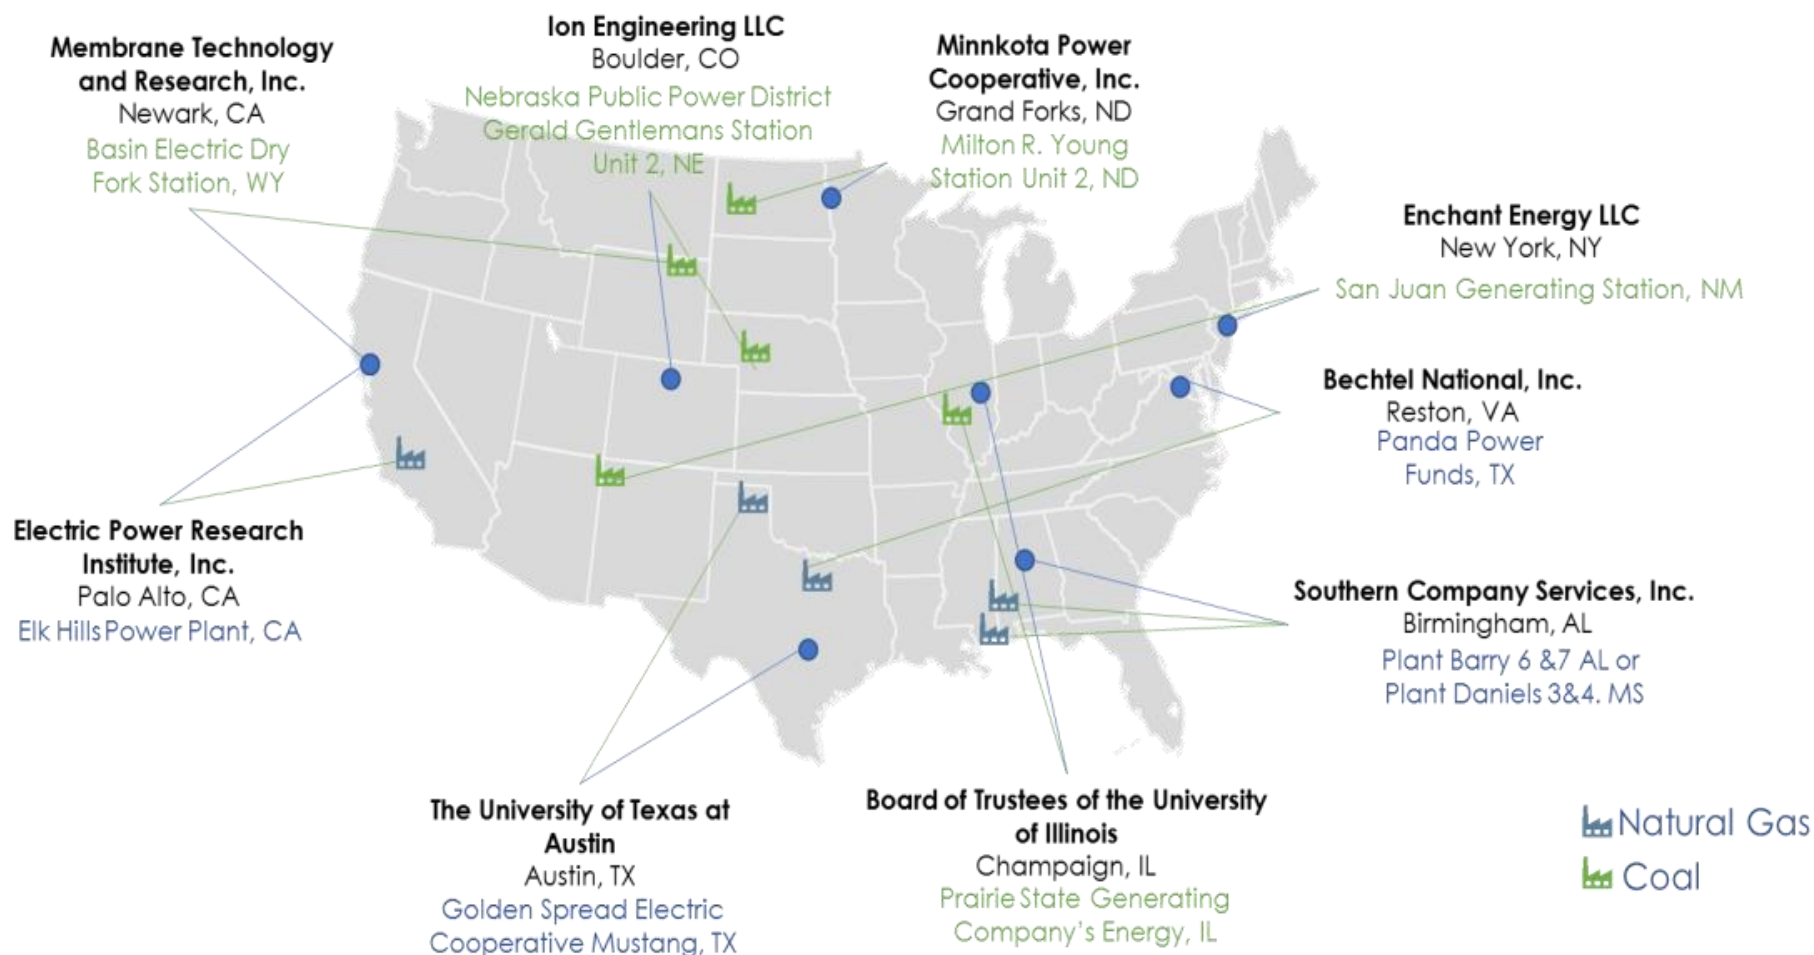 Membrane Technology
and Research, Inc.
Newark, CA
Basin Electric Dry
Fork Station, WY
Ion Engineering LLC
Boulder, CO
Nebraska Public Power District
Gerald Gentlemans Station
Unit 2, NE
Minnkota Power
Cooperative, Inc.
Grand Forks, ND
Milton R. Young
Station Unit 2, ND
Enchant Energy LLC
New York, NY
San Juan Generating Station, NM
Bechtel National, Inc.
Reston, VA
Panda Power
Funds, TX
Electric Power Research
Institute, Inc.
Palo Alto, CA
Elk Hills Power Plant, CA
Southern Company Services, Inc.
Birmingham, AL
Plant Barry 6 &7 AL or
Plant Daniels 3&4. MS
The University of Texas at
Austin
Austin, TX
Golden Spread Electric
Cooperative Mustang, TX
Board of Trustees of the University
of Illinois
Champaign, IL
Prairie State Generating
Company's Energy, IL
Natural Gas
Coal